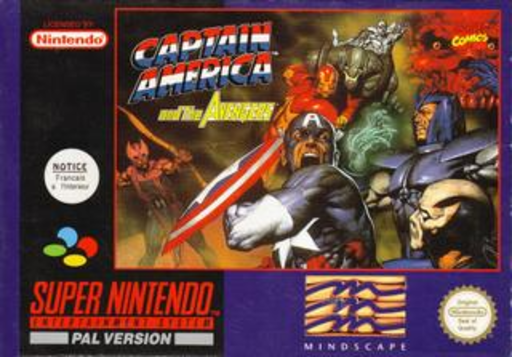 LICENSED BY
Nintendo
CAPTAIN
AMERICA
and The AVENGERS
COMICS
NOTICE
Francais
à l'intérieur
SUPER NINTENDO
ENTERTAINMENT SYSTEM
PAL VERSION
MINDSCAPE
Original
Nintendo
Seal of
Quality